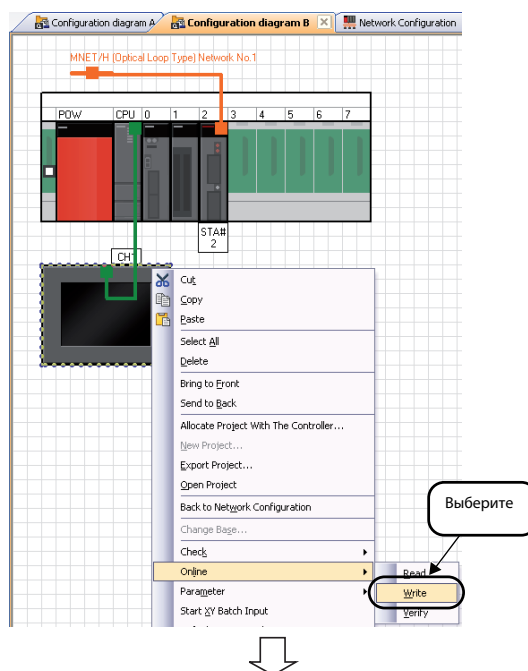 Configuration diagram A
Configuration diagram B
Network Configuration
MNET/H (Optical Loop Type) Network No.1
POW CPU 0 1 2 3 4 5 6 7
STA#
2
CH1
Cut
Copy
Paste
Select All
Delete
Bring to Front
Send to Back
Allocate Project With The Controller...
New Project...
Export Project...
Open Project
Back to Network Configuration
Change Base...
Check
Online
Parameter
Start XY Batch Input
Выберите
Read
Write
Verify